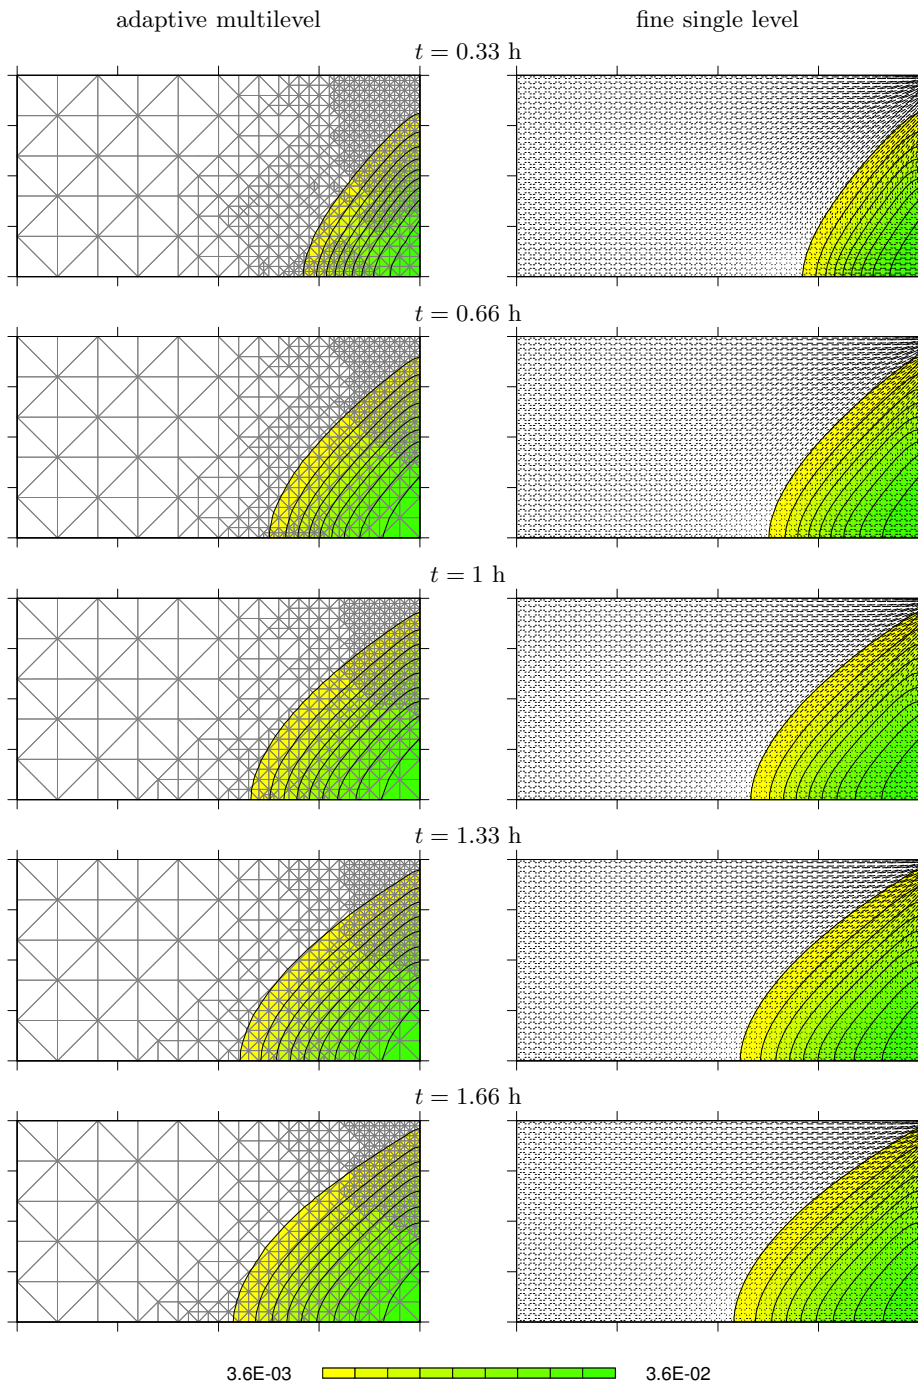 adaptive multilevel fine single level
t = 0.33 h
t = 0.66 h
t = 1 h
t = 1.33 h
t = 1.66 h
3.6E-03 3.6E-02